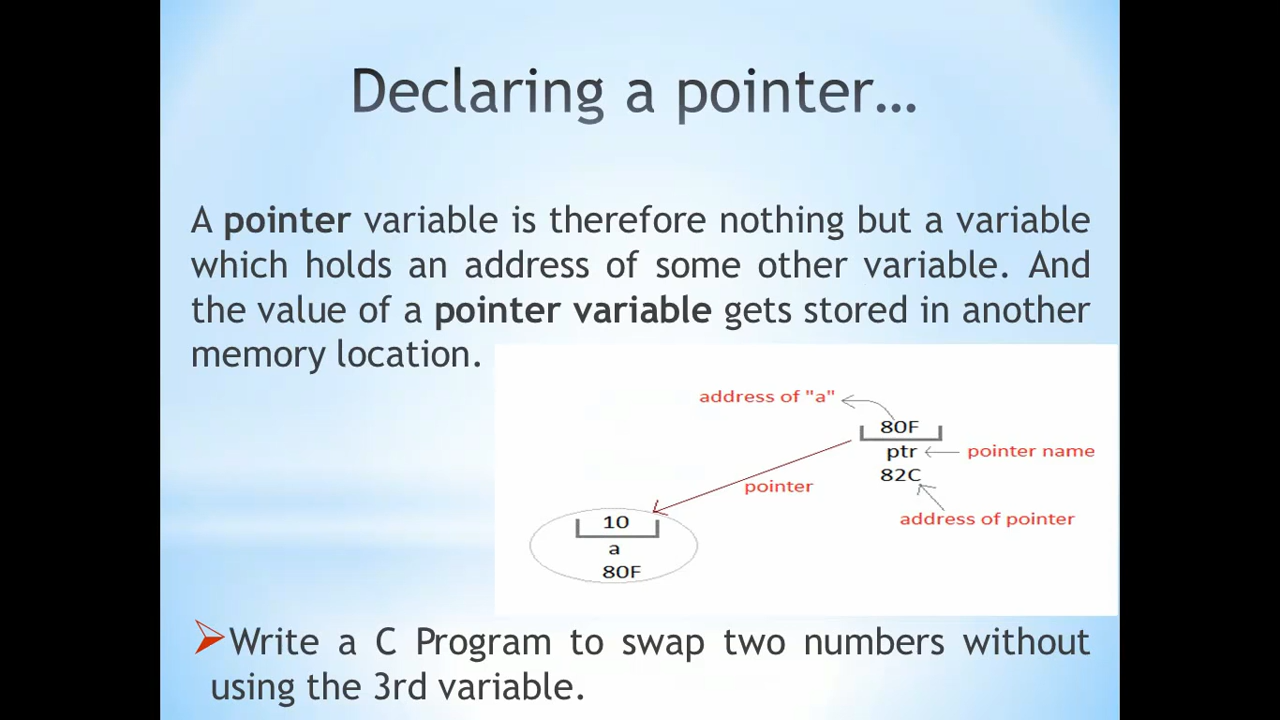 Declaring a pointer…
A pointer variable is therefore nothing but a variable
which holds an address of some other variable. And
the value of a pointer variable gets stored in another
memory location.
address of "a"
80F
ptr
pointer name
82C
pointer
address of pointer
10
a
80F
Write a C Program to swap two numbers without
using the 3rd variable.